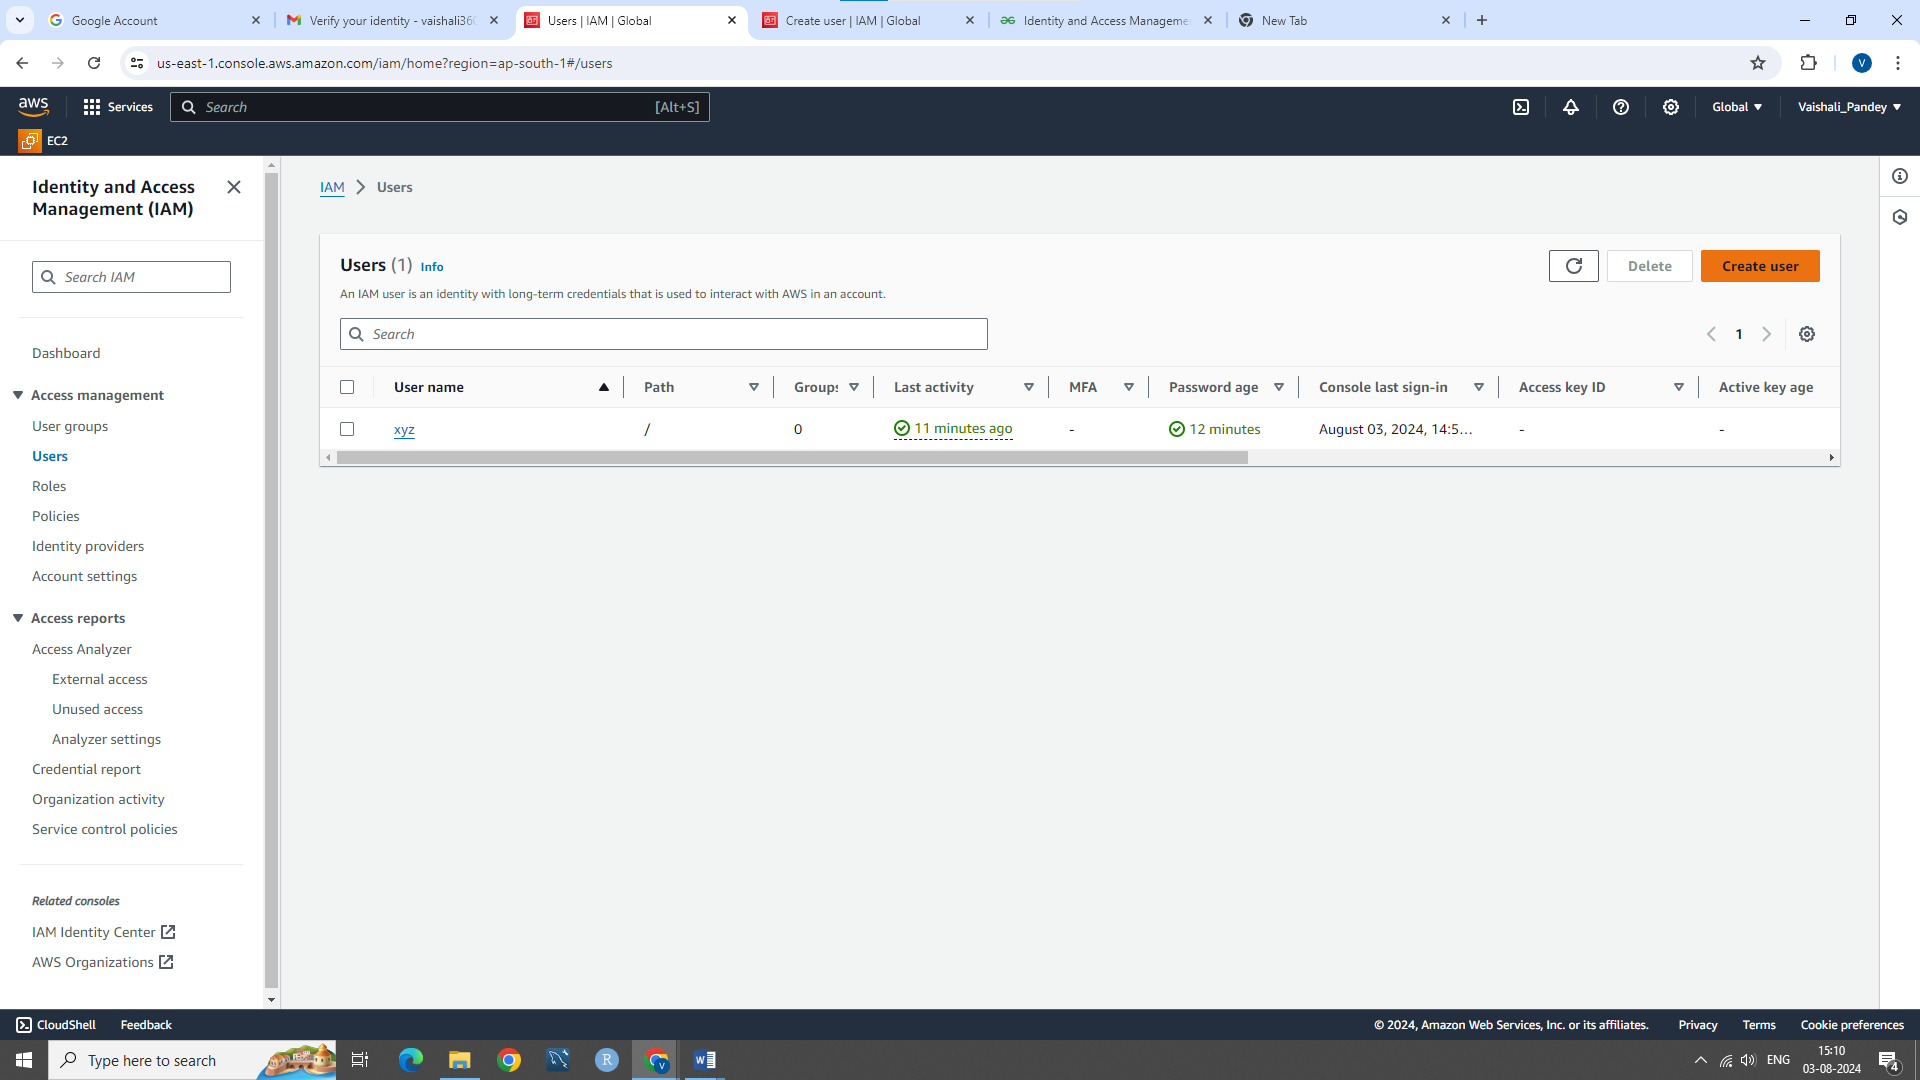 Google Account
Verify your identity - vaishali360
Users | IAM | Global
Create user | IAM | Global
Identity and Access Manageme
New Tab
us-east-1.console.aws.amazon.com/iam/home?region=ap-south-1#/users
V
aws
Services
Search
[Alt+S]
Global
Vaishali_Pandey
EC2
Identity and Access
Management (IAM)
Search IAM
Dashboard
Access management
User groups
Users
Roles
Policies
Identity providers
Account settings
Access reports
Access Analyzer
External access
Unused access
Analyzer settings
Credential report
Organization activity
Service control policies
Related consoles
IAM Identity Center
AWS Organizations
IAM > Users
Users (1) Info
Delete
Create user
An IAM user is an identity with long-term credentials that is used to interact with AWS in an account.
Search
1
User name Path Groups Last activity MFA Password age Console last sign-in Access key ID Active key age
xyz / 0 11 minutes ago - 12 minutes August 03, 2024, 14:5... - -
CloudShell Feedback
© 2024, Amazon Web Services, Inc. or its affiliates. Privacy Terms Cookie preferences
Type here to search
R
V
W
ENG
15:10
03-08-2024
4